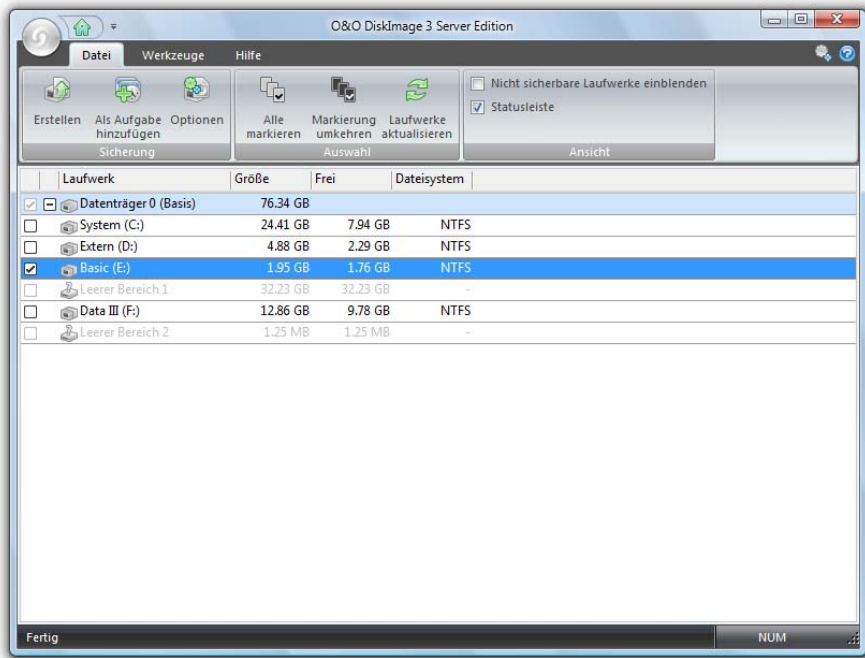 O&O DiskImage 3 Server Edition
Datei Werkzeuge Hilfe
Erstellen Als Aufgabe hinzufügen Optionen Alle markieren Markierung umkehren Laufwerke aktualisieren Nicht sicherbare Laufwerke einblenden
Statusleiste
Sicherung Auswahl Ansicht
Laufwerk Größe Frei Dateisystem
Datenträger 0 (Basis) 76.34 GB
System (C:) 24.41 GB 7.94 GB NTFS
Extern (D:) 4.88 GB 2.29 GB NTFS
Basic (E:) 1.95 GB 1.76 GB NTFS
Leerer Bereich 1 32.23 GB 32.23 GB -
Data III (F:) 12.86 GB 9.78 GB NTFS
Leerer Bereich 2 1.25 MB 1.25 MB -
Fertig NUM